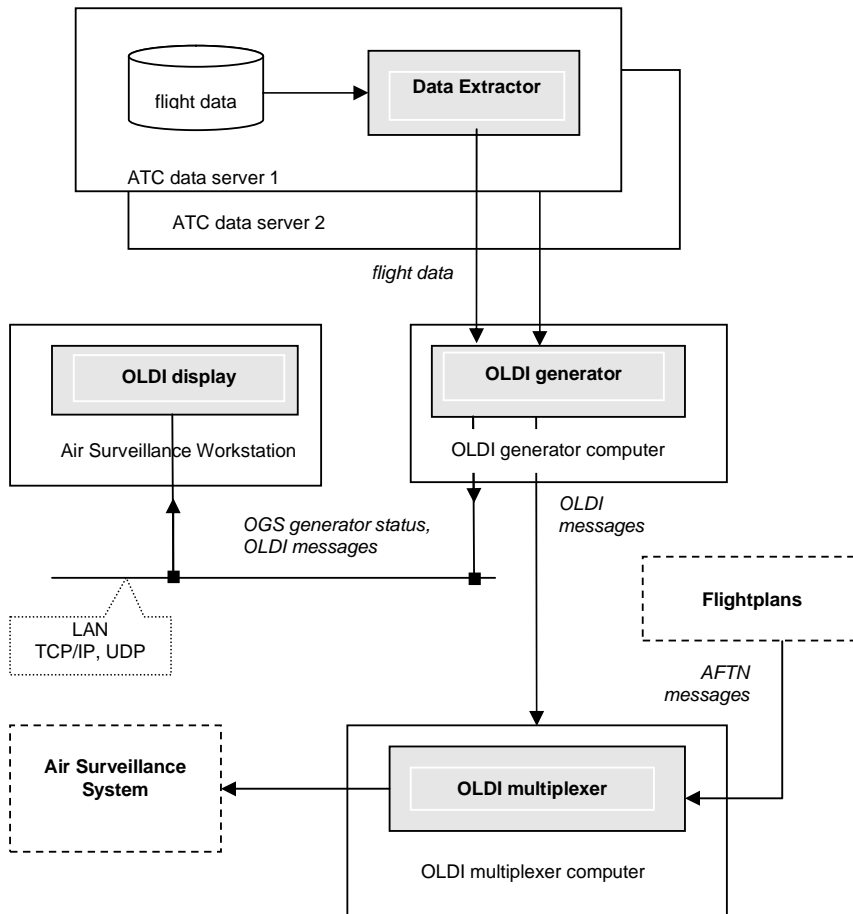 flight data
Data Extractor
ATC data server 1
ATC data server 2
flight data
OLDI display
Air Surveillance Workstation
OLDI generator
OLDI generator computer
OGS generator status,
OLDI messages
OLDI
messages
LAN
TCP/IP, UDP
Flightplans
AFTN
messages
Air Surveillance
System
OLDI multiplexer
OLDI multiplexer computer